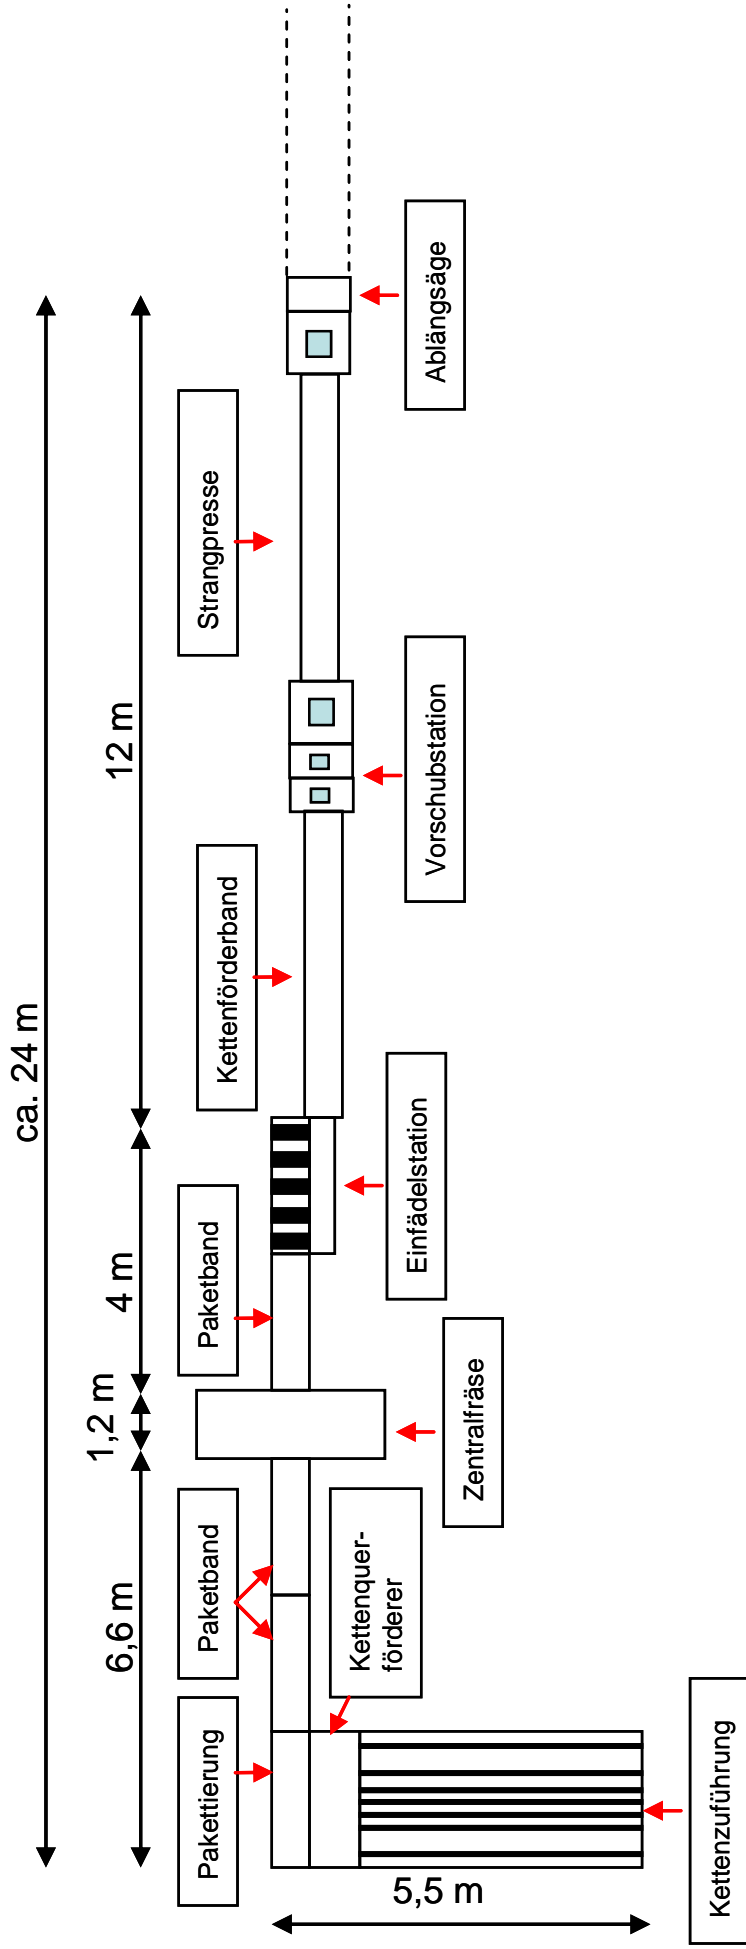 ca. 24 m
6,6 m
1,2 m
4 m
12 m
Pakettierung
Paketband
Paketband
Kettenförderband
Strangpresse
Kettenquer-
förderer
Zentralfräse
Einfädelstation
Vorschubstation
Ablängsäge
Kettenzuführung
5,5 m